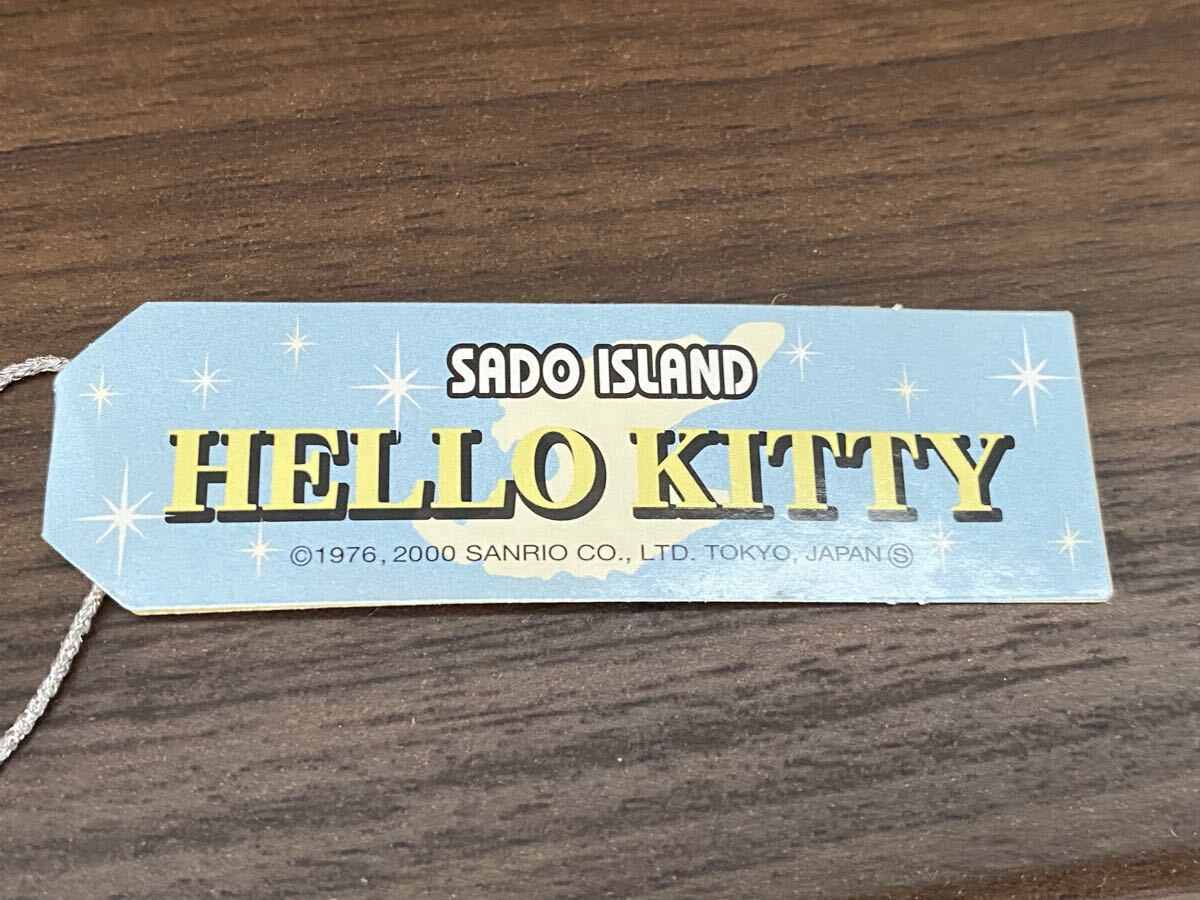 SADO ISLAND
HELLO KITTY
©1976, 2000 SANRIO CO., LTD. TOKYO, JAPAN Ⓢ